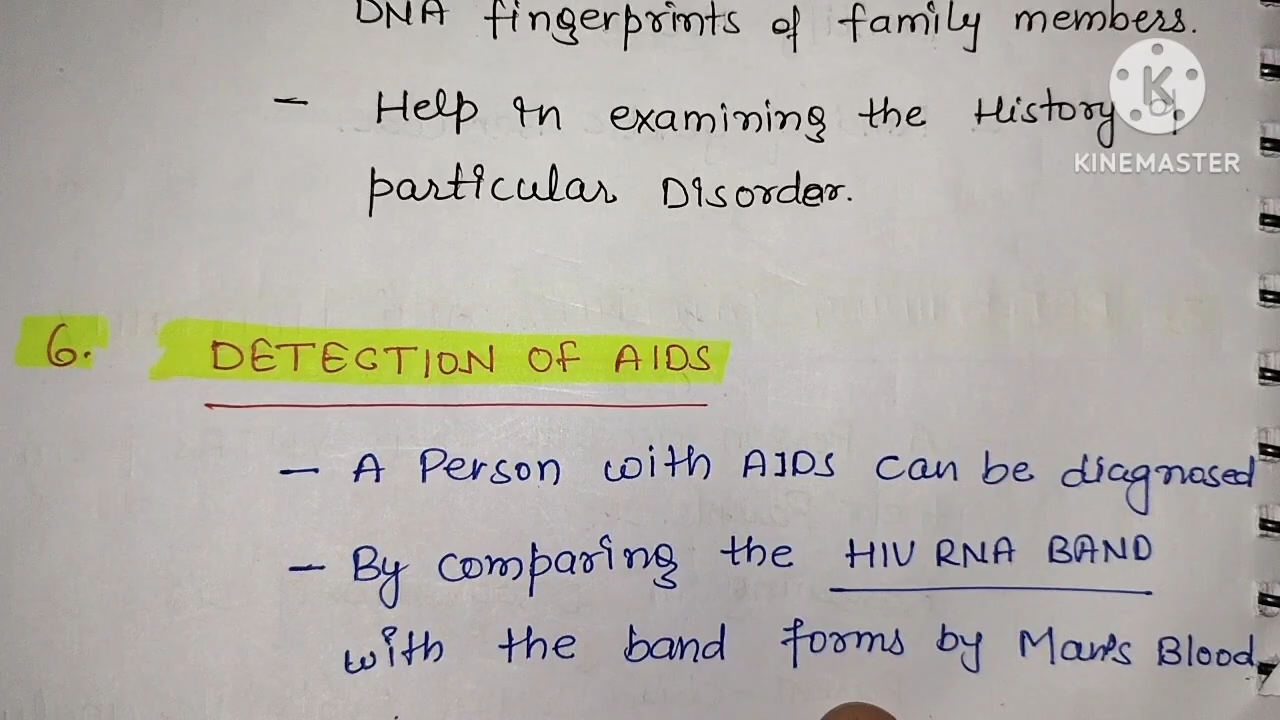 DNA fingerprints of family members.
- Help in examining the History of
particular Disorder.
KINEMASTER
6. DETECTION OF AIDS
- A Person with AIDS can be diagnosed
- By comparing the HIV RNA BAND
with the band forms by Man's Blood.